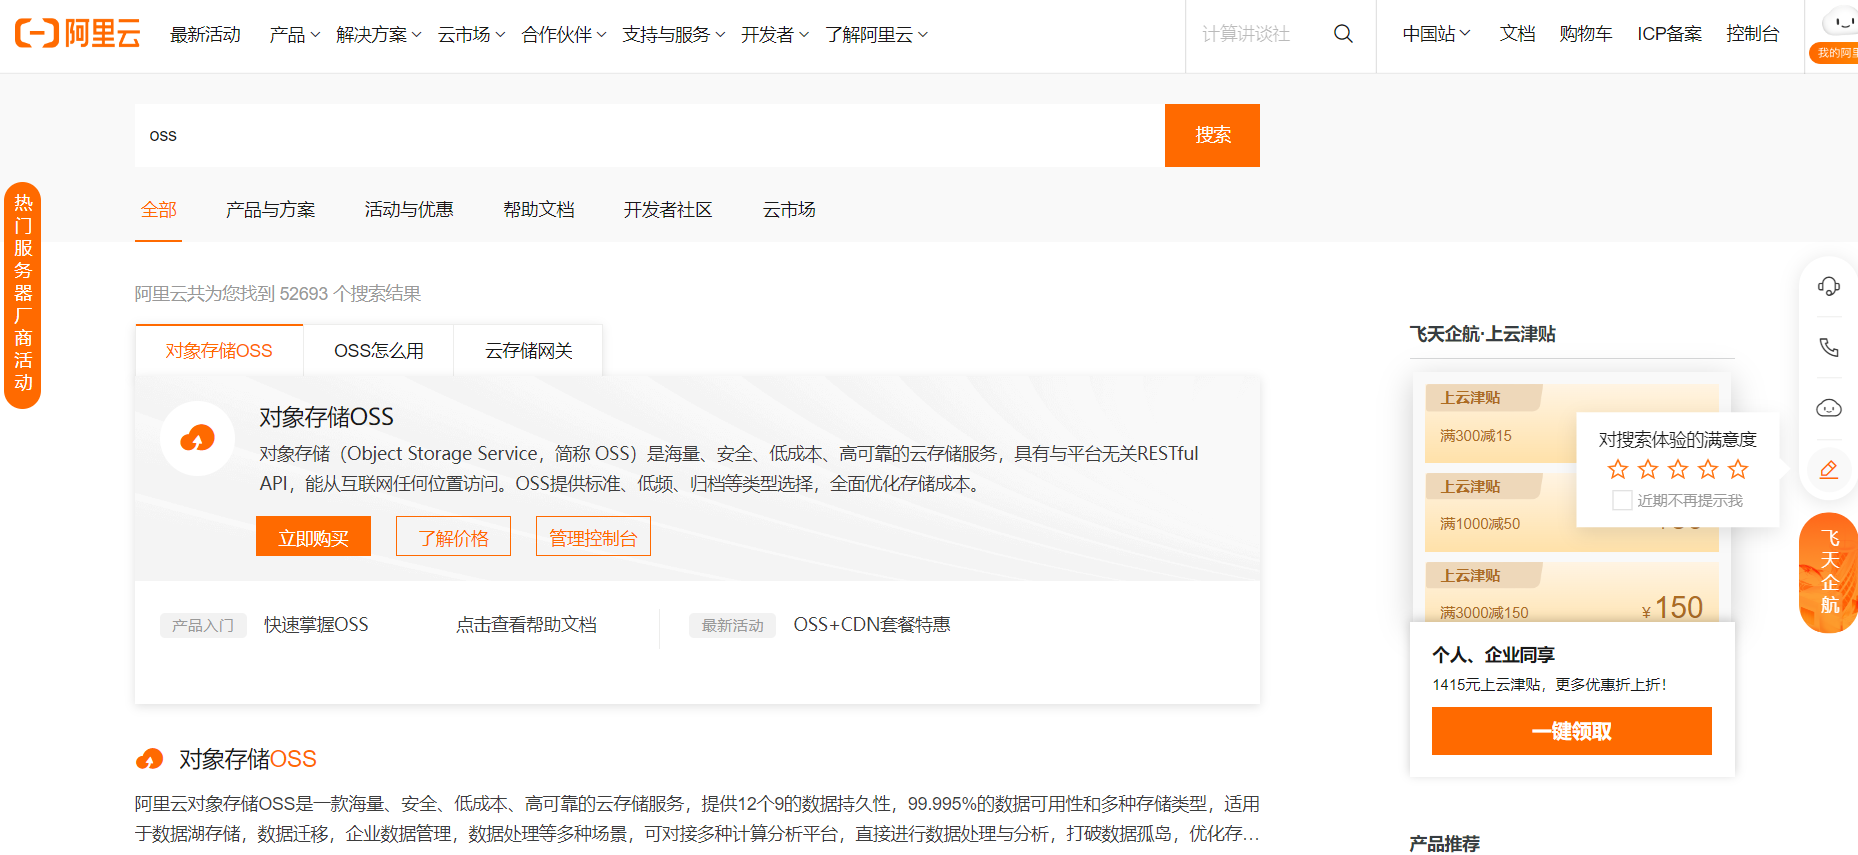 阿里云
最新活动 产品 解决方案 云市场 合作伙伴 支持与服务 开发者 了解阿里云
计算讲谈社
中国站 文档 购物车 ICP备案 控制台
oss
搜索
全部 产品与方案 活动与优惠 帮助文档 开发者社区 云市场
热门服务器厂商活动
阿里云共为您找到 52693 个搜索结果
对象存储OSS OSS怎么用 云存储网关
对象存储OSS
对象存储（Object Storage Service，简称 OSS）是海量、安全、低成本、高可靠的云存储服务，具有与平台无关RESTful
API，能从互联网任何位置访问。OSS提供标准、低频、归档等类型选择，全面优化存储成本。
立即购买 了解价格 管理控制台
产品入门 快速掌握OSS 点击查看帮助文档 最新活动 OSS+CDN套餐特惠
对象存储OSS
阿里云对象存储OSS是一款海量、安全、低成本、高可靠的云存储服务，提供12个9的数据持久性，99.995%的数据可用性和多种存储类型，适用
于数据湖存储，数据迁移，企业数据管理，数据处理等多种场景，可对接多种计算分析平台，直接进行数据处理与分析，打破数据孤岛，优化存...
飞天企航·上云津贴
上云津贴
满300减15
上云津贴
满1000减50
上云津贴
满3000减150 ¥150
对搜索体验的满意度
近期不再提示我
个人、企业同享
1415元上云津贴，更多优惠折上折！
一键领取
产品推荐
飞天企航